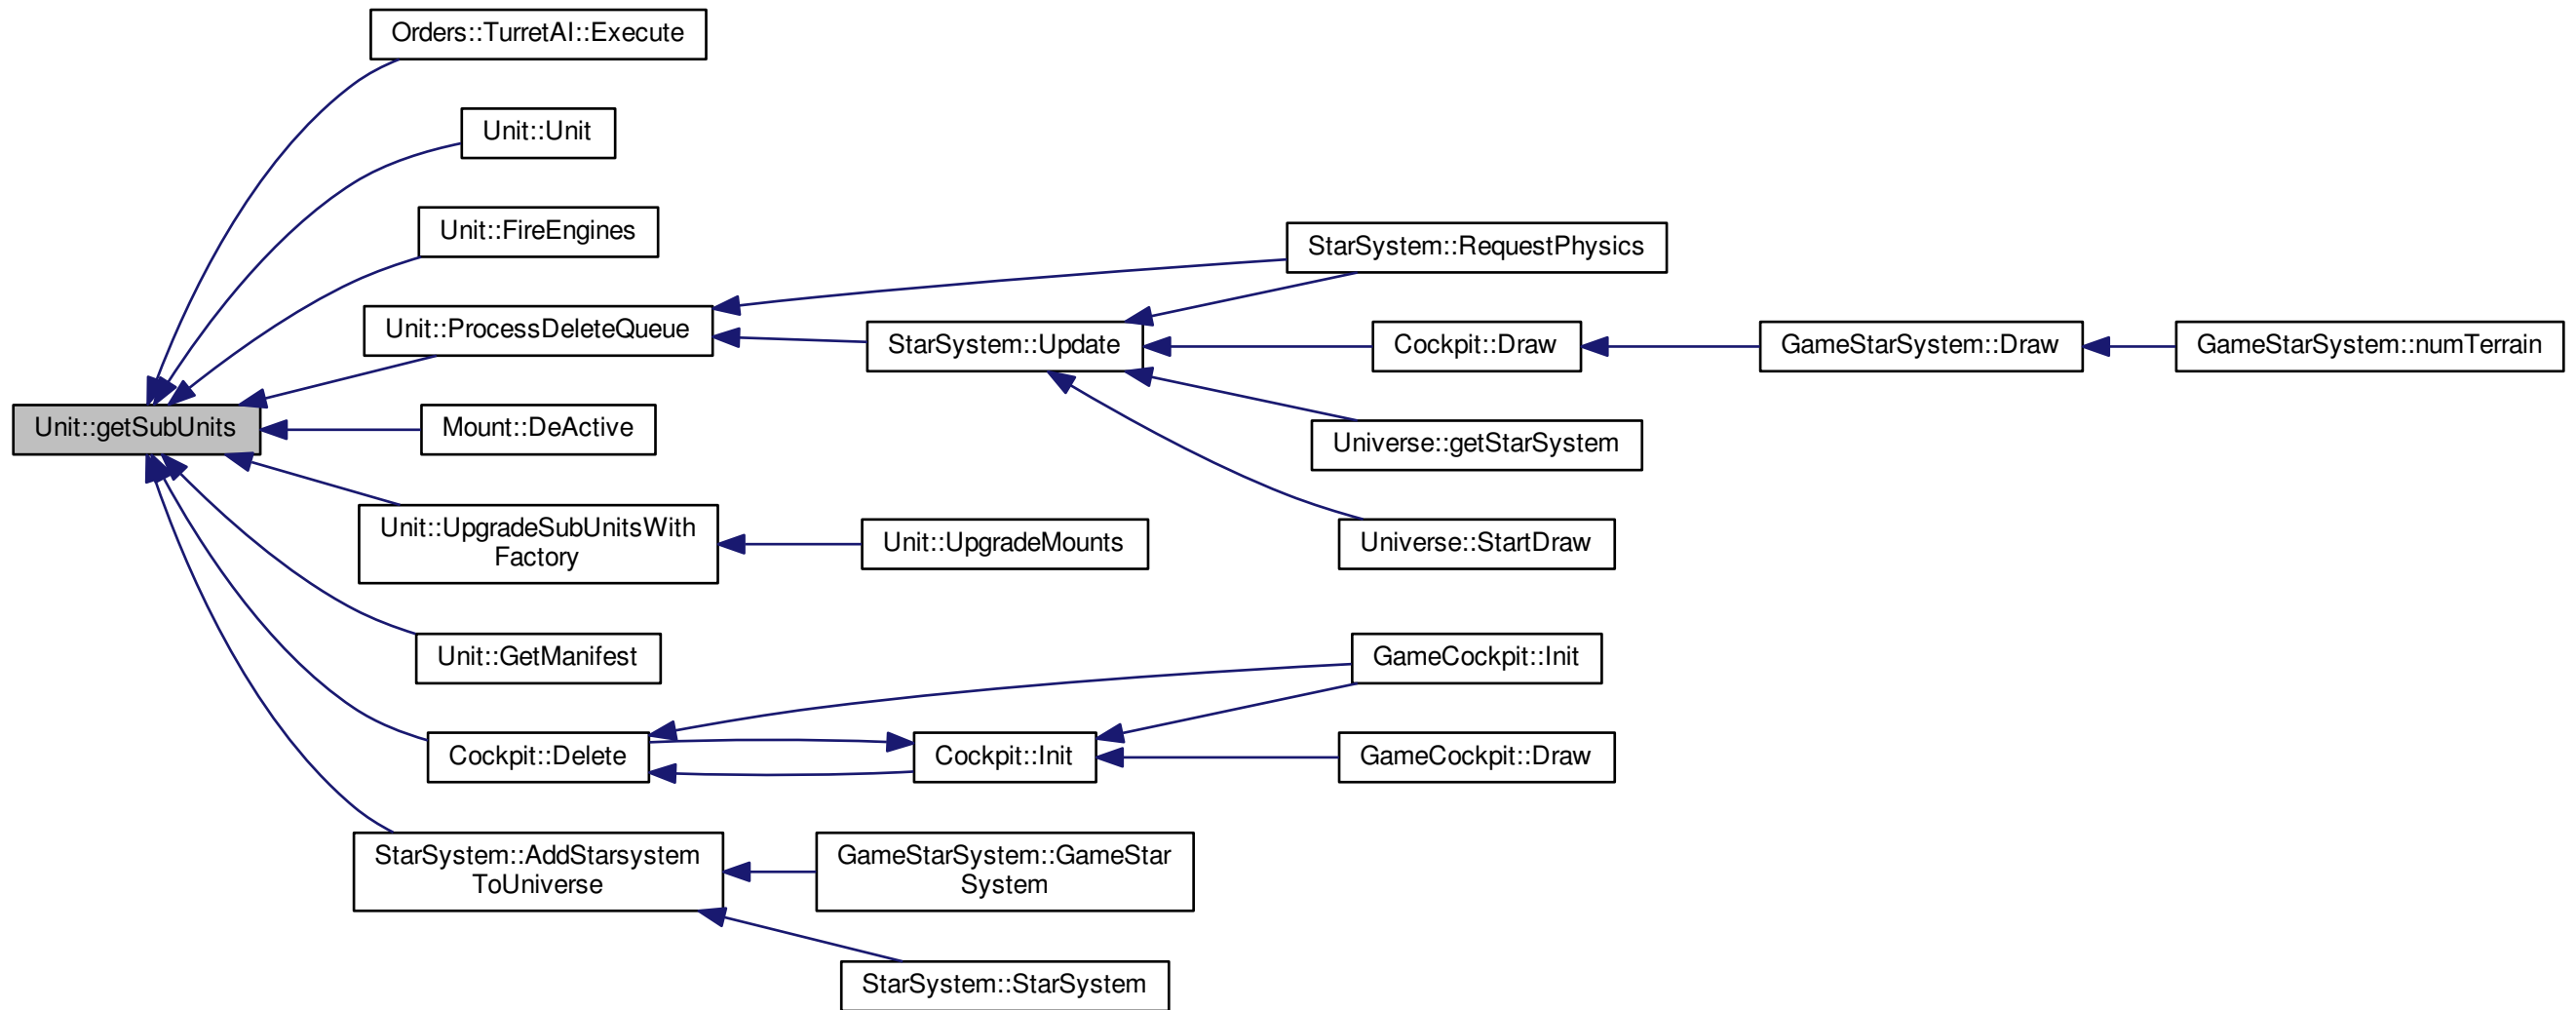 Orders::TurretAI::Execute
Unit::Unit
Unit::FireEngines
StarSystem::RequestPhysics
Unit::ProcessDeleteQueue
StarSystem::Update
Cockpit::Draw
GameStarSystem::Draw
GameStarSystem::numTerrain
Unit::getSubUnits
Mount::DeActive
Universe::getStarSystem
Unit::UpgradeSubUnitsWith
Factory
Unit::UpgradeMounts
Universe::StartDraw
Unit::GetManifest
GameCockpit::Init
Cockpit::Delete
Cockpit::Init
GameCockpit::Draw
StarSystem::AddStarsystem
ToUniverse
GameStarSystem::GameStar
System
StarSystem::StarSystem